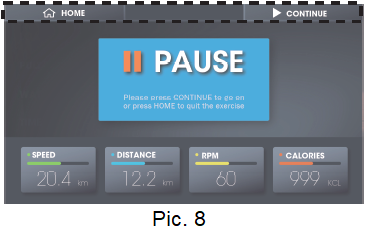 HOME CONTINUE
PAUSE
Please press CONTINUE to go on
or press HOME to quit the exercise
SPEED DISTANCE RPM CALORIES
20.4 km 12.2 km 60 999 KCL
Pic. 8